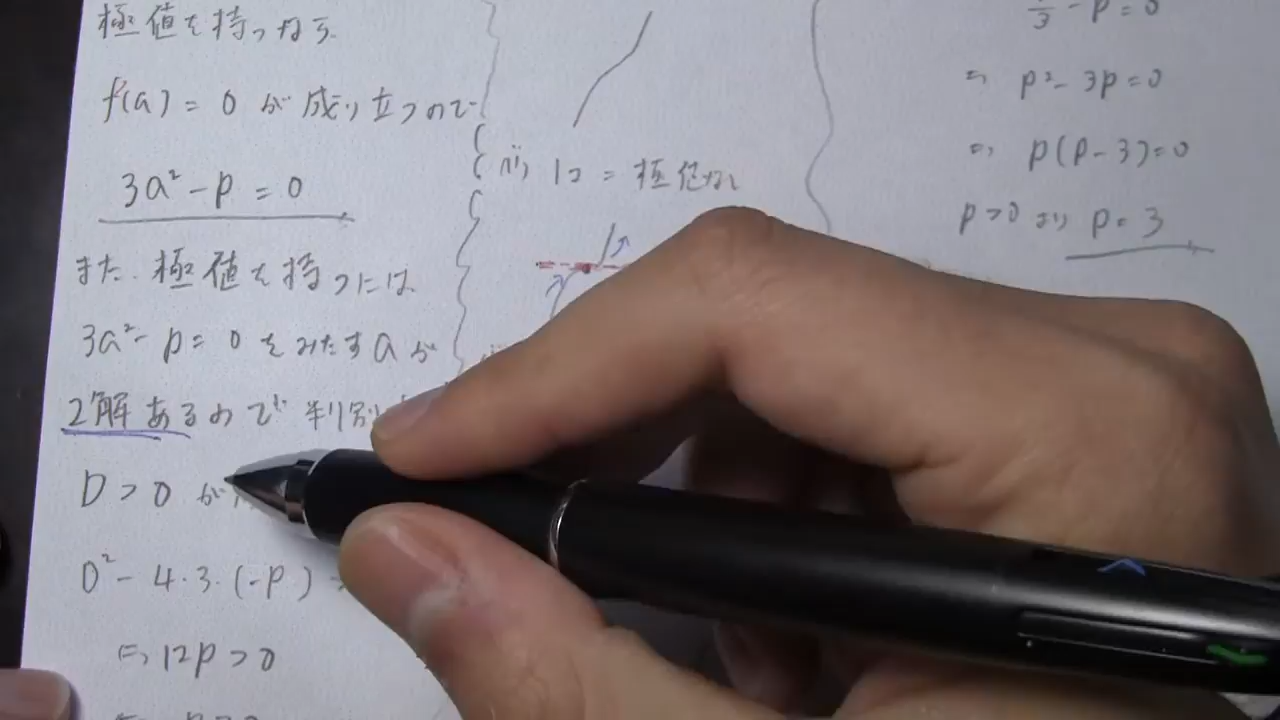 極値を持つなら
f'(a) = 0 が成り立つので
3a² - p = 0
また、極値を持つには
3a² - p = 0 をみたす a が
2解あるので 判別
D > 0 が
0² - 4・3・(-p)
⇔ 12p > 0
極値なし
- p = 0
⇔ p² - 3p = 0
⇔ p(p - 3) = 0
p > 0 より p = 3